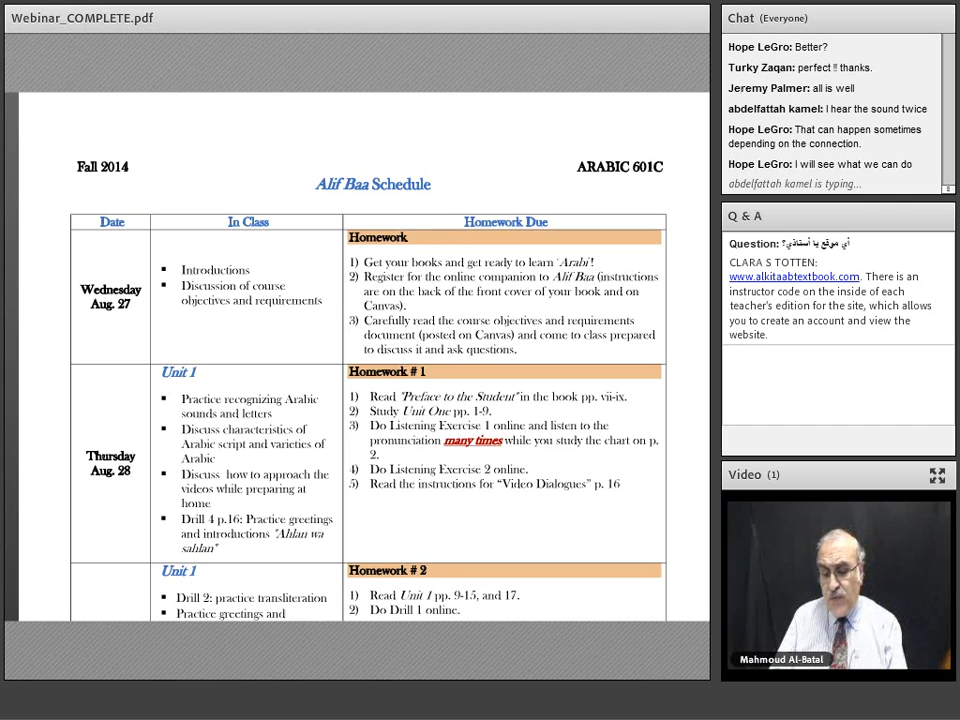 Webinar_COMPLETE.pdf
Fall 2014
ARABIC 601C
Alif Baa Schedule
Date
In Class
Homework Due
Wednesday
Aug. 27
▪ Introductions
▪ Discussion of course
objectives and requirements
Homework
1) Get your books and get ready to learn `Arabi!
2) Register for the online companion to Alif Baa (instructions
are on the back of the front cover of your book and on
Canvas).
3) Carefully read the course objectives and requirements
document (posted on Canvas) and come to class prepared
to discuss it and ask questions.
Thursday
Aug. 28
Unit 1
▪ Practice recognizing Arabic
sounds and letters
▪ Discuss characteristics of
Arabic script and varieties of
Arabic
▪ Discuss how to approach the
videos while preparing at
home
▪ Drill 4 p.16: Practice greetings
and introductions "Ahlan wa
sahlan"
Homework # 1
1) Read "Preface to the Student" in the book pp. vii-ix.
2) Study Unit One pp. 1-9.
3) Do Listening Exercise 1 online and listen to the
pronunciation many times while you study the chart on p.
2.
4) Do Listening Exercise 2 online.
5) Read the instructions for “Video Dialogues” p. 16
Unit 1
▪ Drill 2: practice transliteration
▪ Practice greetings and
Homework # 2
1) Read Unit 1 pp. 9-15, and 17.
2) Do Drill 1 online.
Chat (Everyone)
Hope LeGro: Better?
Turky Zaqan: perfect !! thanks.
Jeremy Palmer: all is well
abdelfattah kamel: I hear the sound twice
Hope LeGro: That can happen sometimes
depending on the connection.
Hope LeGro: I will see what we can do
abdelfattah kamel is typing...
Q & A
Question: أي موقع يا أستاذي؟
CLARA S TOTTEN:
www.alkitaabtextbook.com. There is an
instructor code on the inside of each
teacher's edition for the site, which allows
you to create an account and view the
website.
Video (1)
Mahmoud Al-Batal